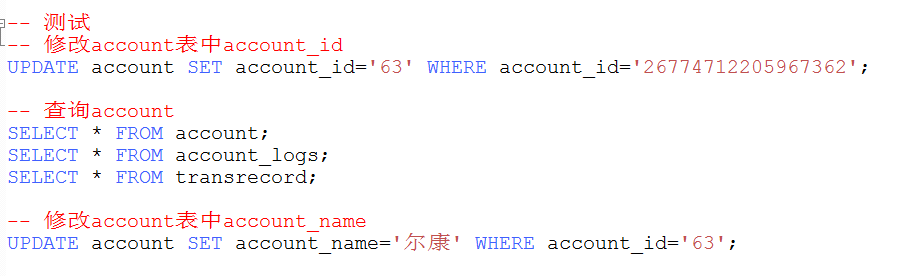 -- 测试
-- 修改account表中account_id
UPDATE account SET account_id='63' WHERE account_id='26774712205967362';
-- 查询account
SELECT * FROM account;
SELECT * FROM account_logs;
SELECT * FROM transrecord;
-- 修改account表中account_name
UPDATE account SET account_name='尔康' WHERE account_id='63';